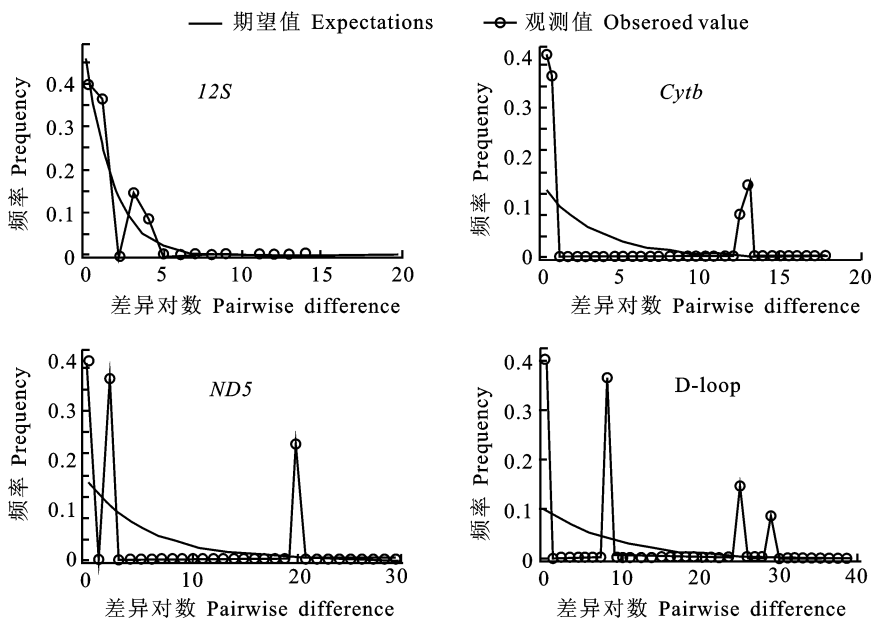 期望值 Expectations 观测值 Obseroed value
频率 Prequency
12S
0.4
0.3
0.2
0.1
0
0 5 10 15 20
差异对数 Pairwise difference
频率 Prequency
Cytb
0.4
0.3
0.2
0.1
0
0 5 10 15 20
差异对数 Pairwise difference
频率 Prequency
ND5
0.4
0.3
0.2
0.1
0
0 10 20 30
差异对数 Pairwise difference
频率 Prequency
D-loop
0.4
0.3
0.2
0.1
0
0 10 20 30 40
差异对数 Pairwise difference